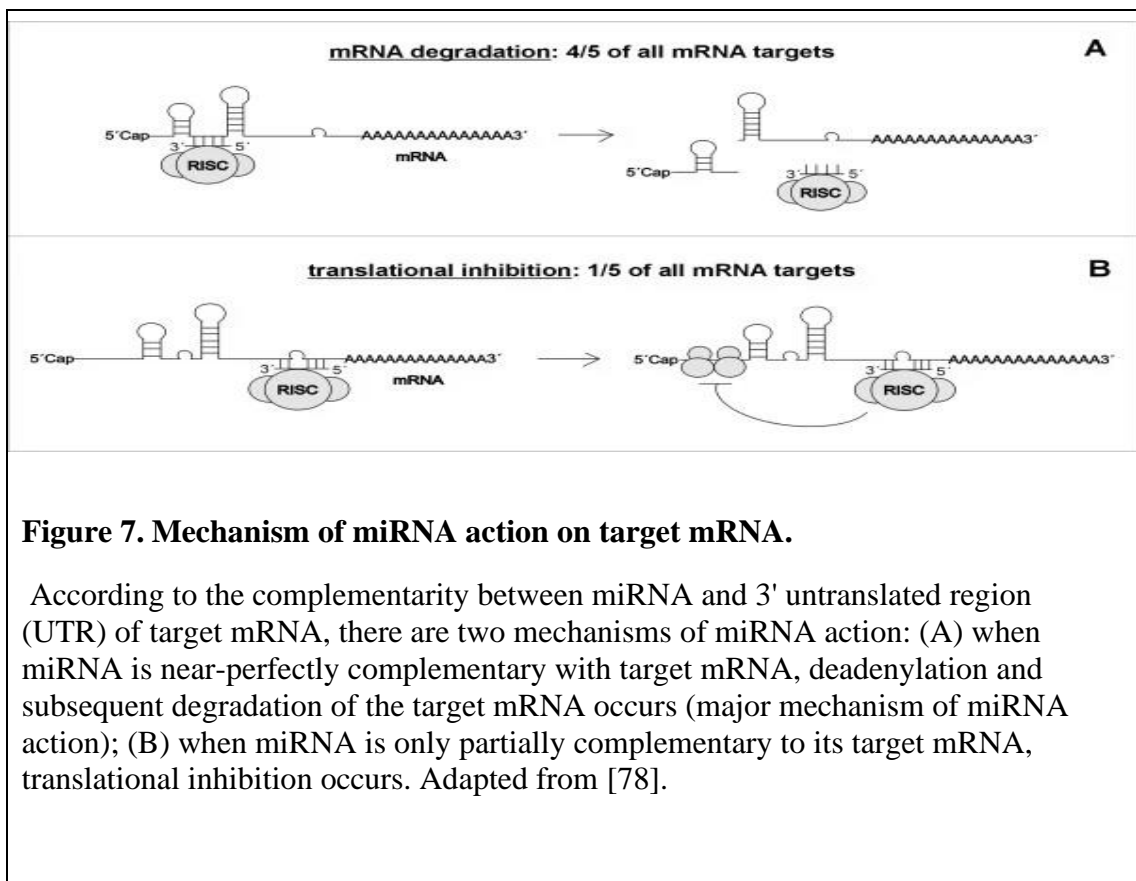 mRNA degradation: 4/5 of all mRNA targets A
5´Cap AAAAAAAAAAAAAA3´ AAAAAAAAAAAAA3´
mRNA
3´ 5´
RISC
5´Cap
3´ 5´
RISC
translational inhibition: 1/5 of all mRNA targets B
5´Cap AAAAAAAAAAAAA3´ 5´Cap AAAAAAAAAAAAAA3´
3´ 5´
mRNA
RISC
3´ 5´
RISC
Figure 7. Mechanism of miRNA action on target mRNA.
According to the complementarity between miRNA and 3' untranslated region
(UTR) of target mRNA, there are two mechanisms of miRNA action: (A) when
miRNA is near-perfectly complementary with target mRNA, deadenylation and
subsequent degradation of the target mRNA occurs (major mechanism of miRNA
action); (B) when miRNA is only partially complementary to its target mRNA,
translational inhibition occurs. Adapted from [78].